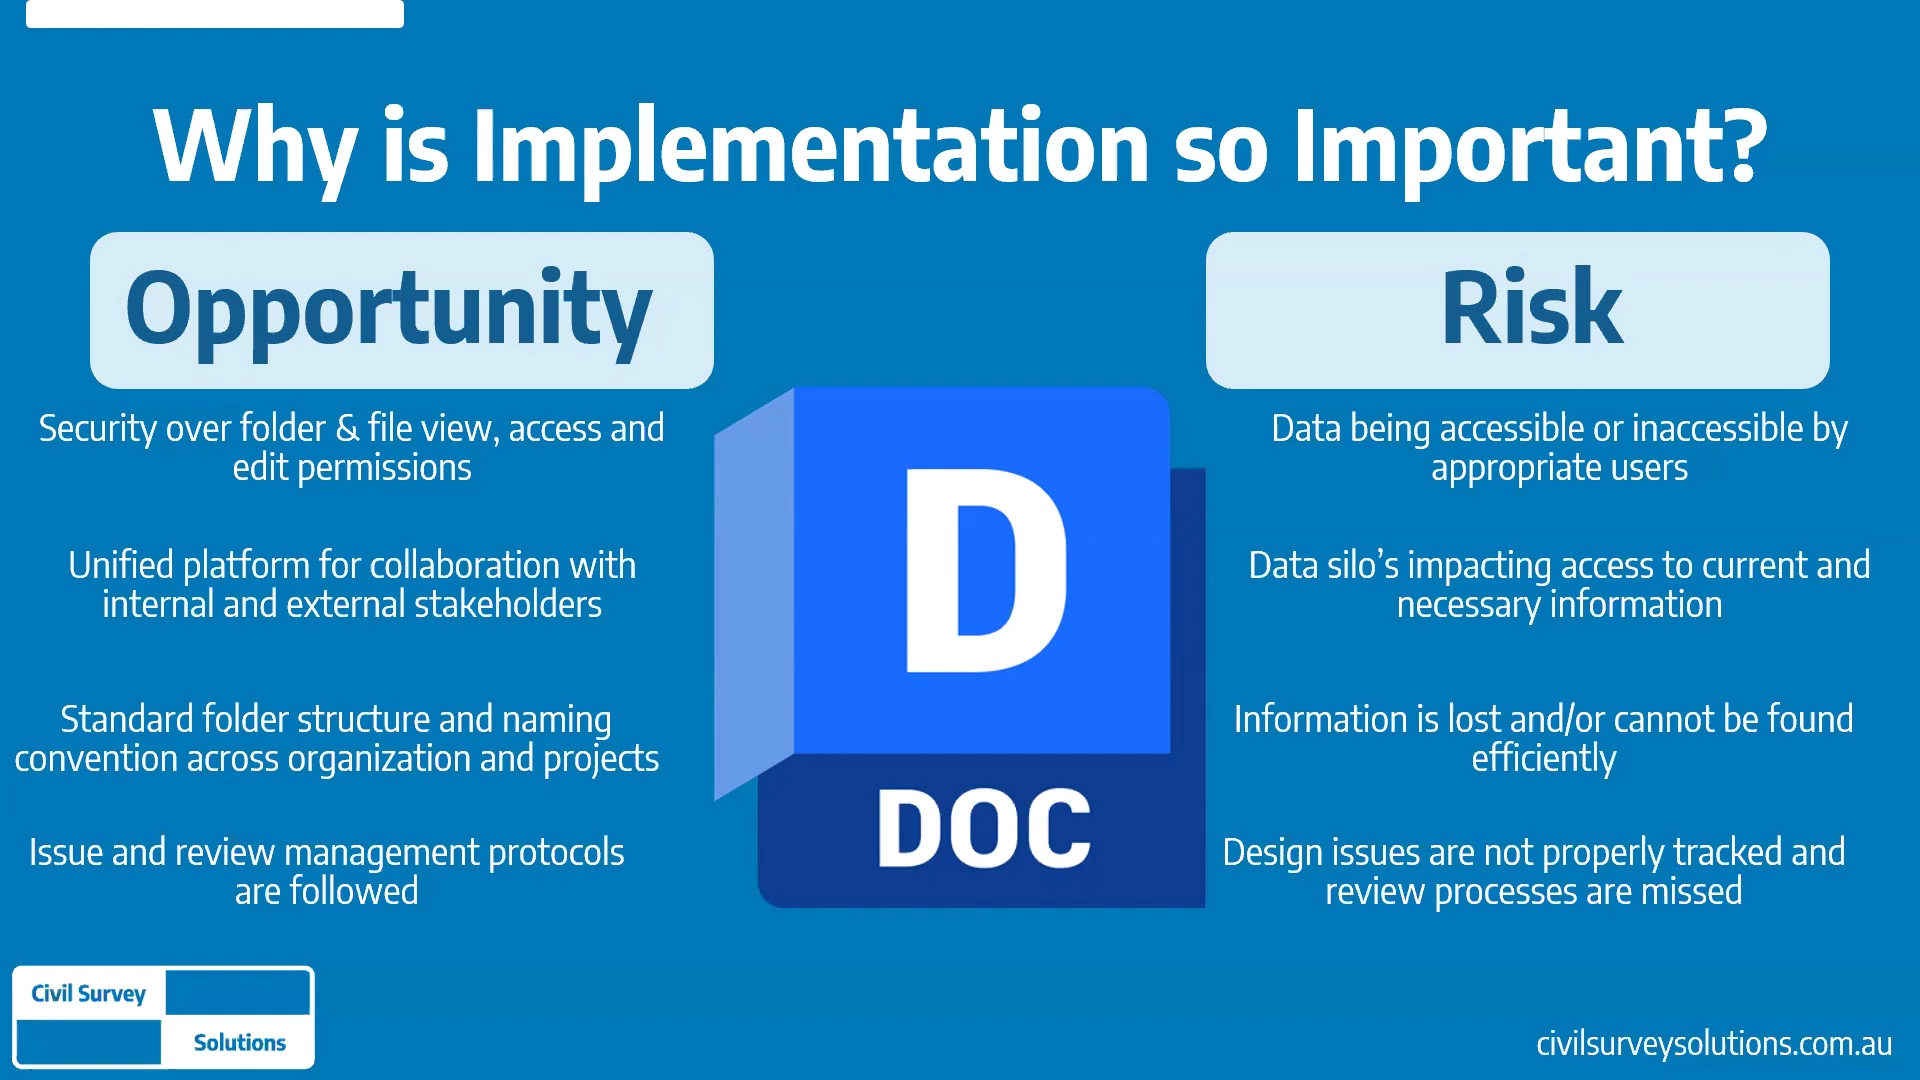 Why is Implementation so Important?
Opportunity
Security over folder & file view, access and
edit permissions
Unified platform for collaboration with
internal and external stakeholders
Standard folder structure and naming
convention across organization and projects
Issue and review management protocols
are followed
D
DOC
Risk
Data being accessible or inaccessible by
appropriate users
Data silo’s impacting access to current and
necessary information
Information is lost and/or cannot be found
efficiently
Design issues are not properly tracked and
review processes are missed
Civil Survey
Solutions
civilsurveysolutions.com.au